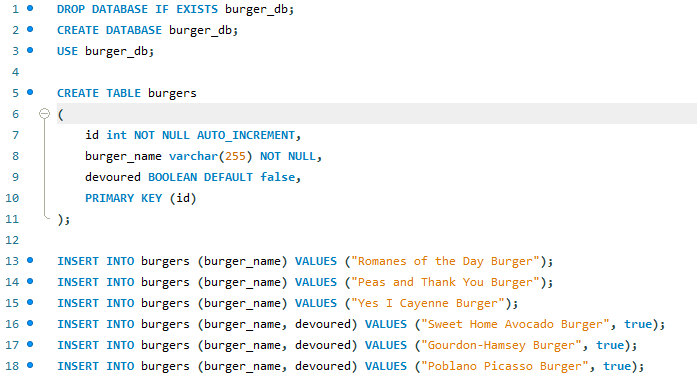 1 DROP DATABASE IF EXISTS burger_db;
2 CREATE DATABASE burger_db;
3 USE burger_db;
4
5 CREATE TABLE burgers
6 (
7 id int NOT NULL AUTO_INCREMENT,
8 burger_name varchar(255) NOT NULL,
9 devoured BOOLEAN DEFAULT false,
10 PRIMARY KEY (id)
11 );
12
13 INSERT INTO burgers (burger_name) VALUES ("Romanes of the Day Burger");
14 INSERT INTO burgers (burger_name) VALUES ("Peas and Thank You Burger");
15 INSERT INTO burgers (burger_name) VALUES ("Yes I Cayenne Burger");
16 INSERT INTO burgers (burger_name, devoured) VALUES ("Sweet Home Avocado Burger", true);
17 INSERT INTO burgers (burger_name, devoured) VALUES ("Gourdon-Hamsey Burger", true);
18 INSERT INTO burgers (burger_name, devoured) VALUES ("Poblano Picasso Burger", true);